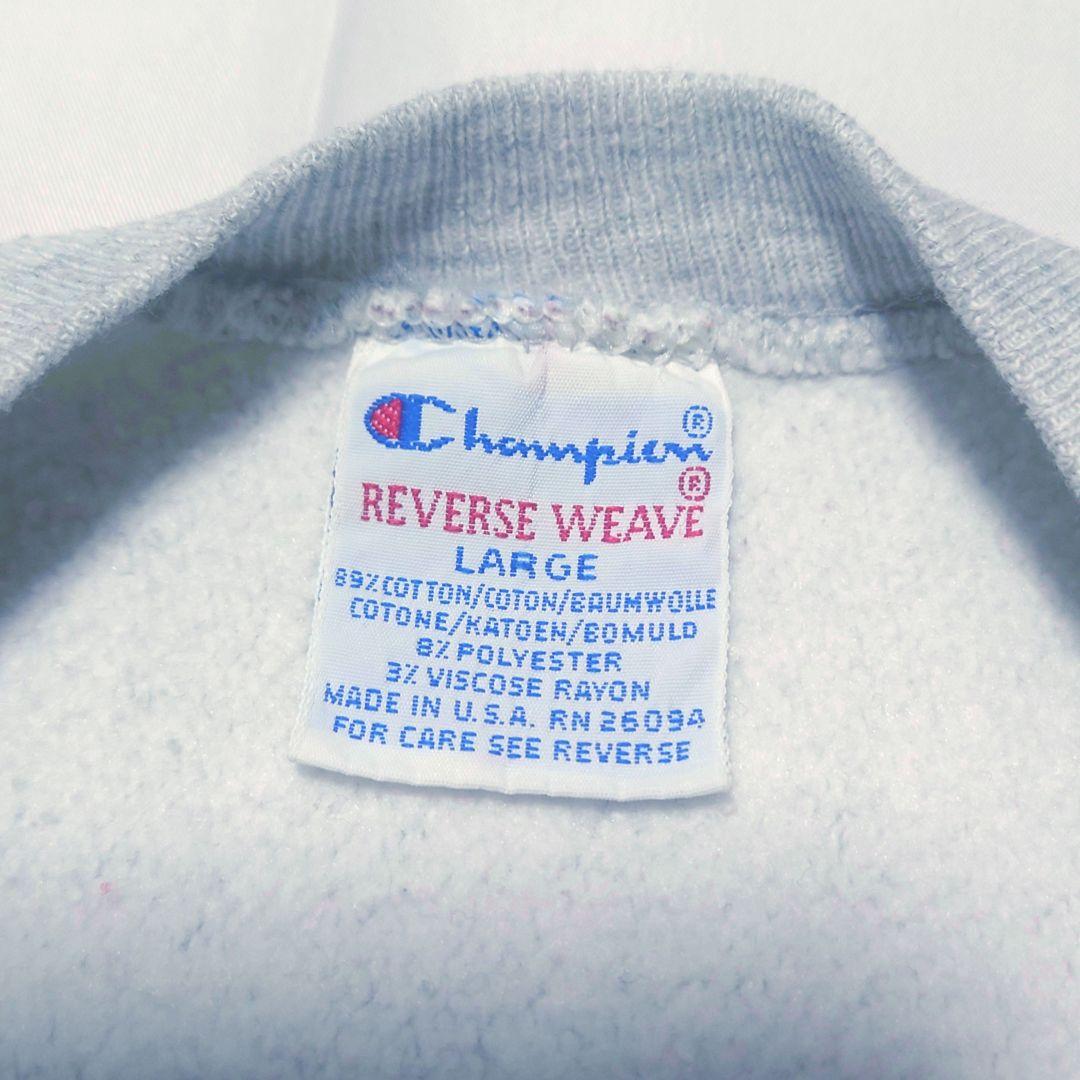 Champion®
REVERSE WEAVE®
LARGE
89% COTTON/COTON/BAUMWOLLE
COTONE/KATOEN/BOMULD
8% POLYESTER
3% VISCOSE RAYON
MADE IN U.S.A. RN 26094
FOR CARE SEE REVERSE